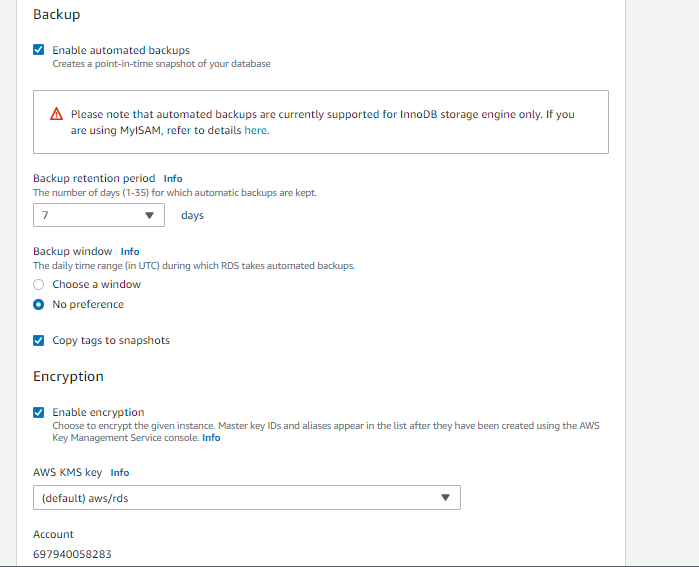 Backup
Enable automated backups
Creates a point-in-time snapshot of your database
Please note that automated backups are currently supported for InnoDB storage engine only. If you
are using MyISAM, refer to details here.
Backup retention period Info
The number of days (1-35) for which automatic backups are kept.
7 days
Backup window Info
The daily time range (in UTC) during which RDS takes automated backups.
Choose a window
No preference
Copy tags to snapshots
Encryption
Enable encryption
Choose to encrypt the given instance. Master key IDs and aliases appear in the list after they have been created using the AWS
Key Management Service console. Info
AWS KMS key Info
(default) aws/rds
Account
697940058283